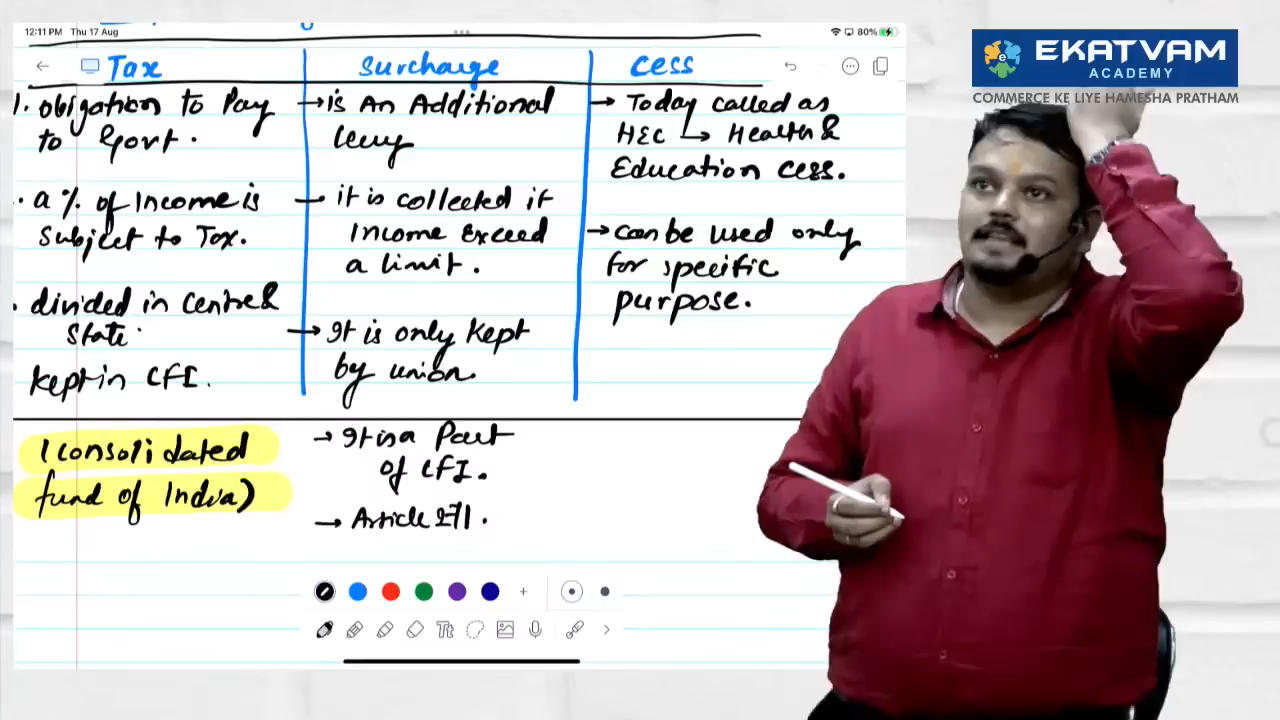 12:11 PM Thu 17 Aug
80%
EKATVAM
ACADEMY
COMMERCE KE LIYE HAMESHA PRATHAM
Tax
1. obligation to Pay
to Govt.
. a % of Income is
subject to Tax.
. divided in Centre &
State
Kept in CFI.
(consolidated
fund of India)
Surcharge
→ is An Additional
levy
→ it is collected if
Income Exceed
a limit.
→ It is only Kept
by union.
→ It is a Part
of CFI.
→ Article 271.
Cess
→ Today called as
HEC ↳ Health &
Education cess.
→ can be used only
for specific
purpose.
Tt